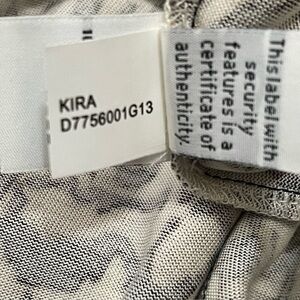 KIRA
D7756001G13
This label with
security
features is a
certificate of
authenticity.